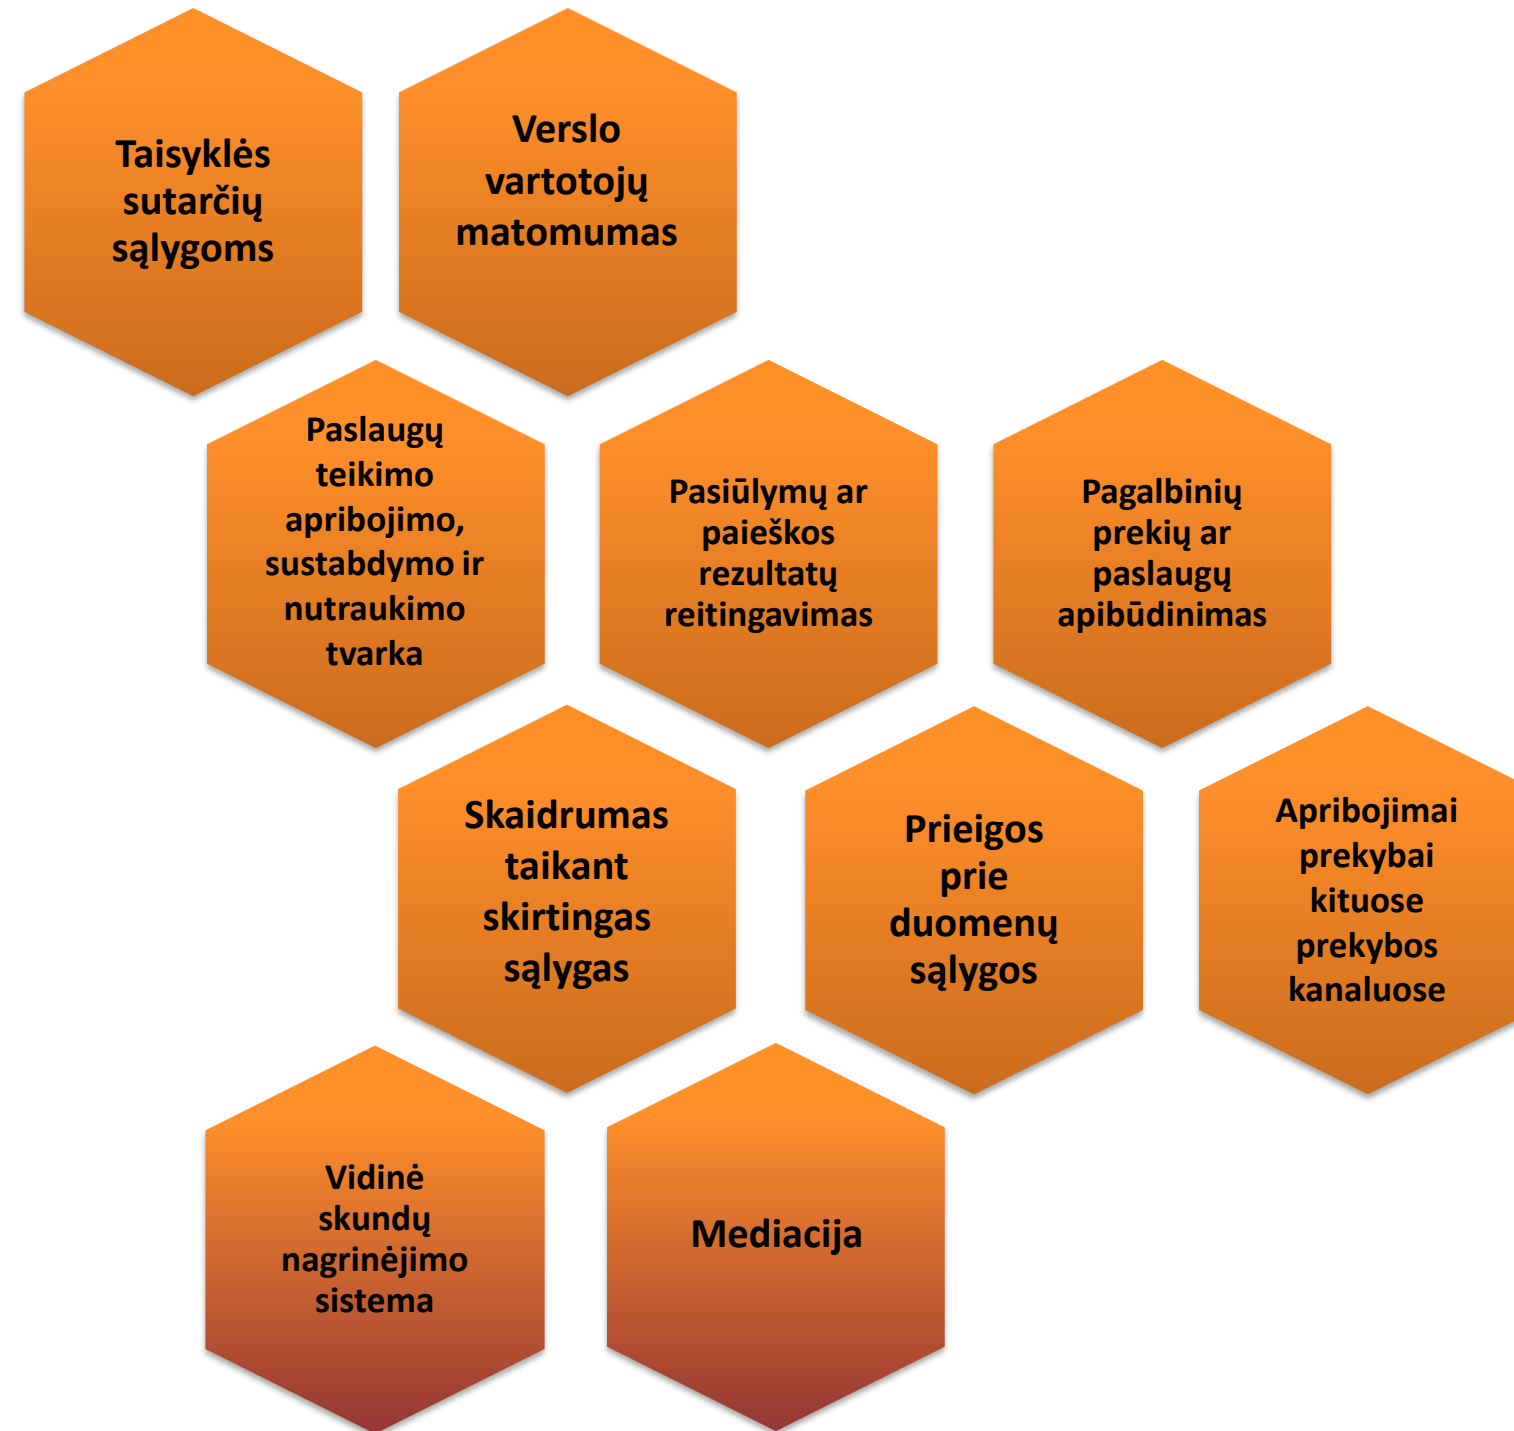 Taisyklės
sutarčių
sąlygoms
Verslo
vartotojų
matomumas
Paslaugų
teikimo
apribojimo,
sustabdymo ir
nutraukimo
tvarka
Pasiūlymų ar
paieškos
rezultatų
reitingavimas
Pagalbinių
prekių ar
paslaugų
apibūdinimas
Skaidrumas
taikant
skirtingas
sąlygas
Prieigos
prie
duomenų
sąlygos
Apribojimai
prekybai
kituose
prekybos
kanaluose
Vidinė
skundų
nagrinėjimo
sistema
Mediacija